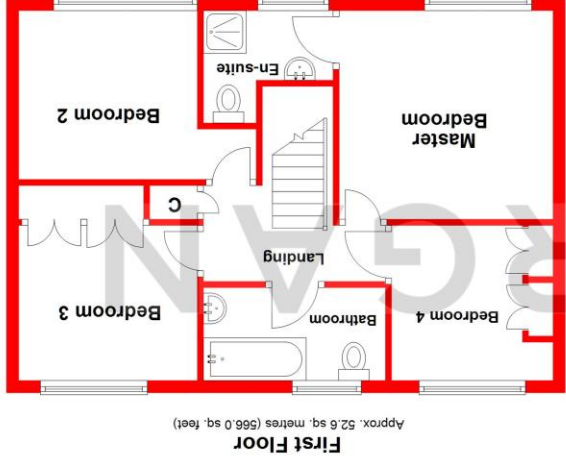 First Floor
Approx. 52.6 sq. metres (566.0 sq. feet)
Bedroom 4
Bathroom
Bedroom 3
Landing
C
Master
Bedroom
En-suite
Bedroom 2
RGAN